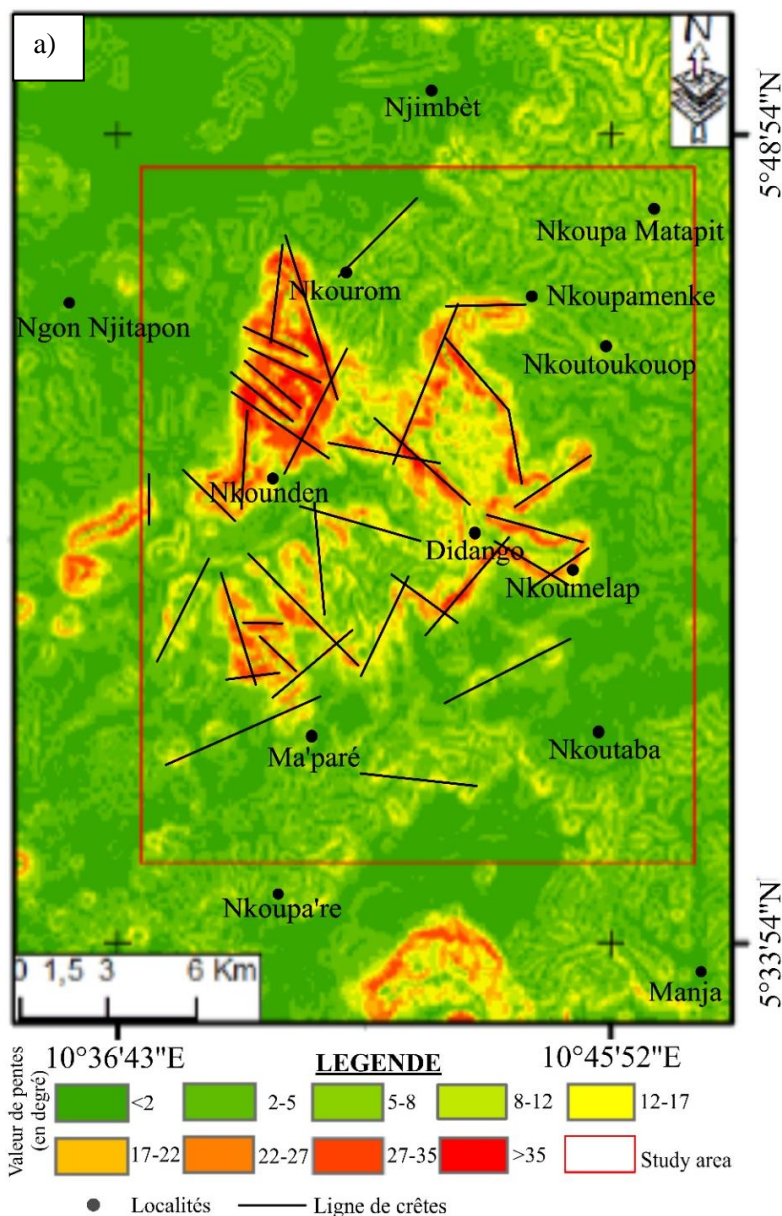 a)
N
Njimbèt
5°48'54"N
Nkoupa Matapit
Nkourom
Nkoupamenke
Ngon Njitapon
Nkoutoukouop
Nkounden
Didango
Nkoumelap
Ma'paré
Nkoutaba
Nkoupa're
5°33'54"N
Manja
0 1,5 3 6 Km
10°36'43"E
10°45'52"E
LEGENDE
Valeur de pentes
(en degré)
<2
2-5
5-8
8-12
12-17
17-22
22-27
27-35
>35
Study area
Localités
Ligne de crêtes